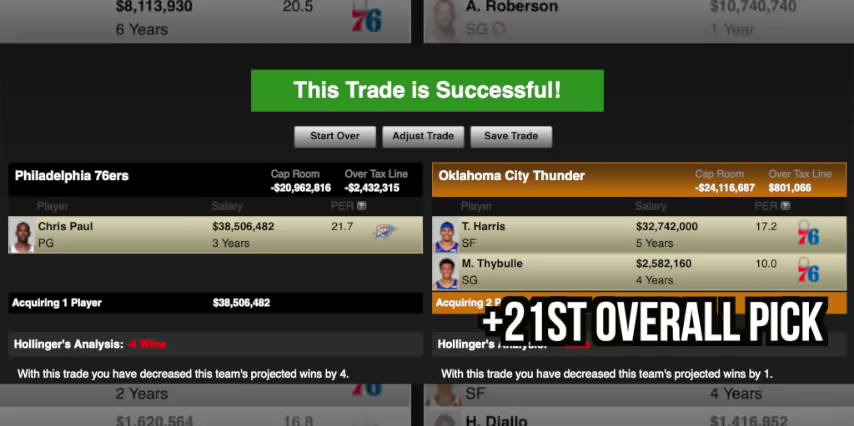 $8,113,930 20.5
6 Years
76
A. Roberson $10,740,740
SG 1 Year
This Trade is Successful!
Start Over Adjust Trade Save Trade
Philadelphia 76ers
Cap Room Over Tax Line
-$20,962,816 -$2,432,315
Player Salary PER ?
Chris Paul $38,506,482 21.7
PG 3 Years
Acquiring 1 Player $38,506,482
Hollinger's Analysis: -4 Wins
With this trade you have decreased this team's projected wins by 4.
Oklahoma City Thunder
Cap Room Over Tax Line
-$24,116,687 $801,066
Player Salary PER ?
T. Harris $32,742,000 17.2
SF 5 Years
76
M. Thybulle $2,582,160 10.0
SG 4 Years
76
Acquiring 2
+21ST OVERALL PICK
With this trade you have decreased this team's projected wins by 1.
2 Years
76
$1,620,564 16.8
SF 4 Years
H. Diallo $1,416,852